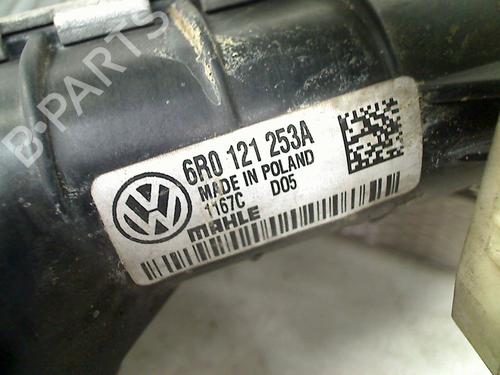 B-PARTS
6R0 121 253A
MADE IN POLAND
1167C D05
MAHLE